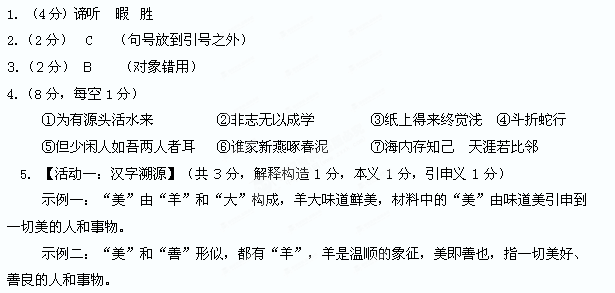 1.（4分）谛听 暇 胜
2.（2分） C （句号放到引号之外）
3.（2分） B （对象错用）
4.（8分，每空1分）
①为有源头活水来 ②非志无以成学 ③纸上得来终觉浅 ④斗折蛇行
⑤但少闲人如吾两人者耳 ⑥谁家新燕啄春泥 ⑦海内存知己 天涯若比邻
5.【活动一：汉字溯源】（共3分，解释构造1分，本义1分，引申义1分）
示例一：“美”由“羊”和“大”构成，羊大味道鲜美，材料中的“美”由味道美引申到
一切美的人和事物。
示例二：“美”和“善”形似，都有“羊”，羊是温顺的象征，美即善也，指一切美好、
善良的人和事物。